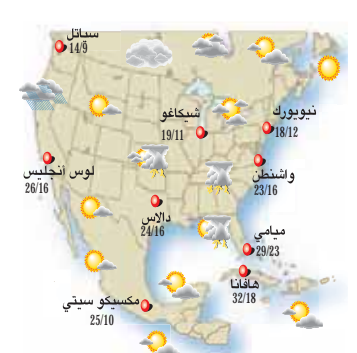 سياتل
14/9
نيويورك
18/12
شيكاغو
19/11
لوس أنجليس
26/16
واشنطن
23/16
دالاس
24/16
ميامي
29/23
هافانا
32/18
مكسيكو سيتي
25/10